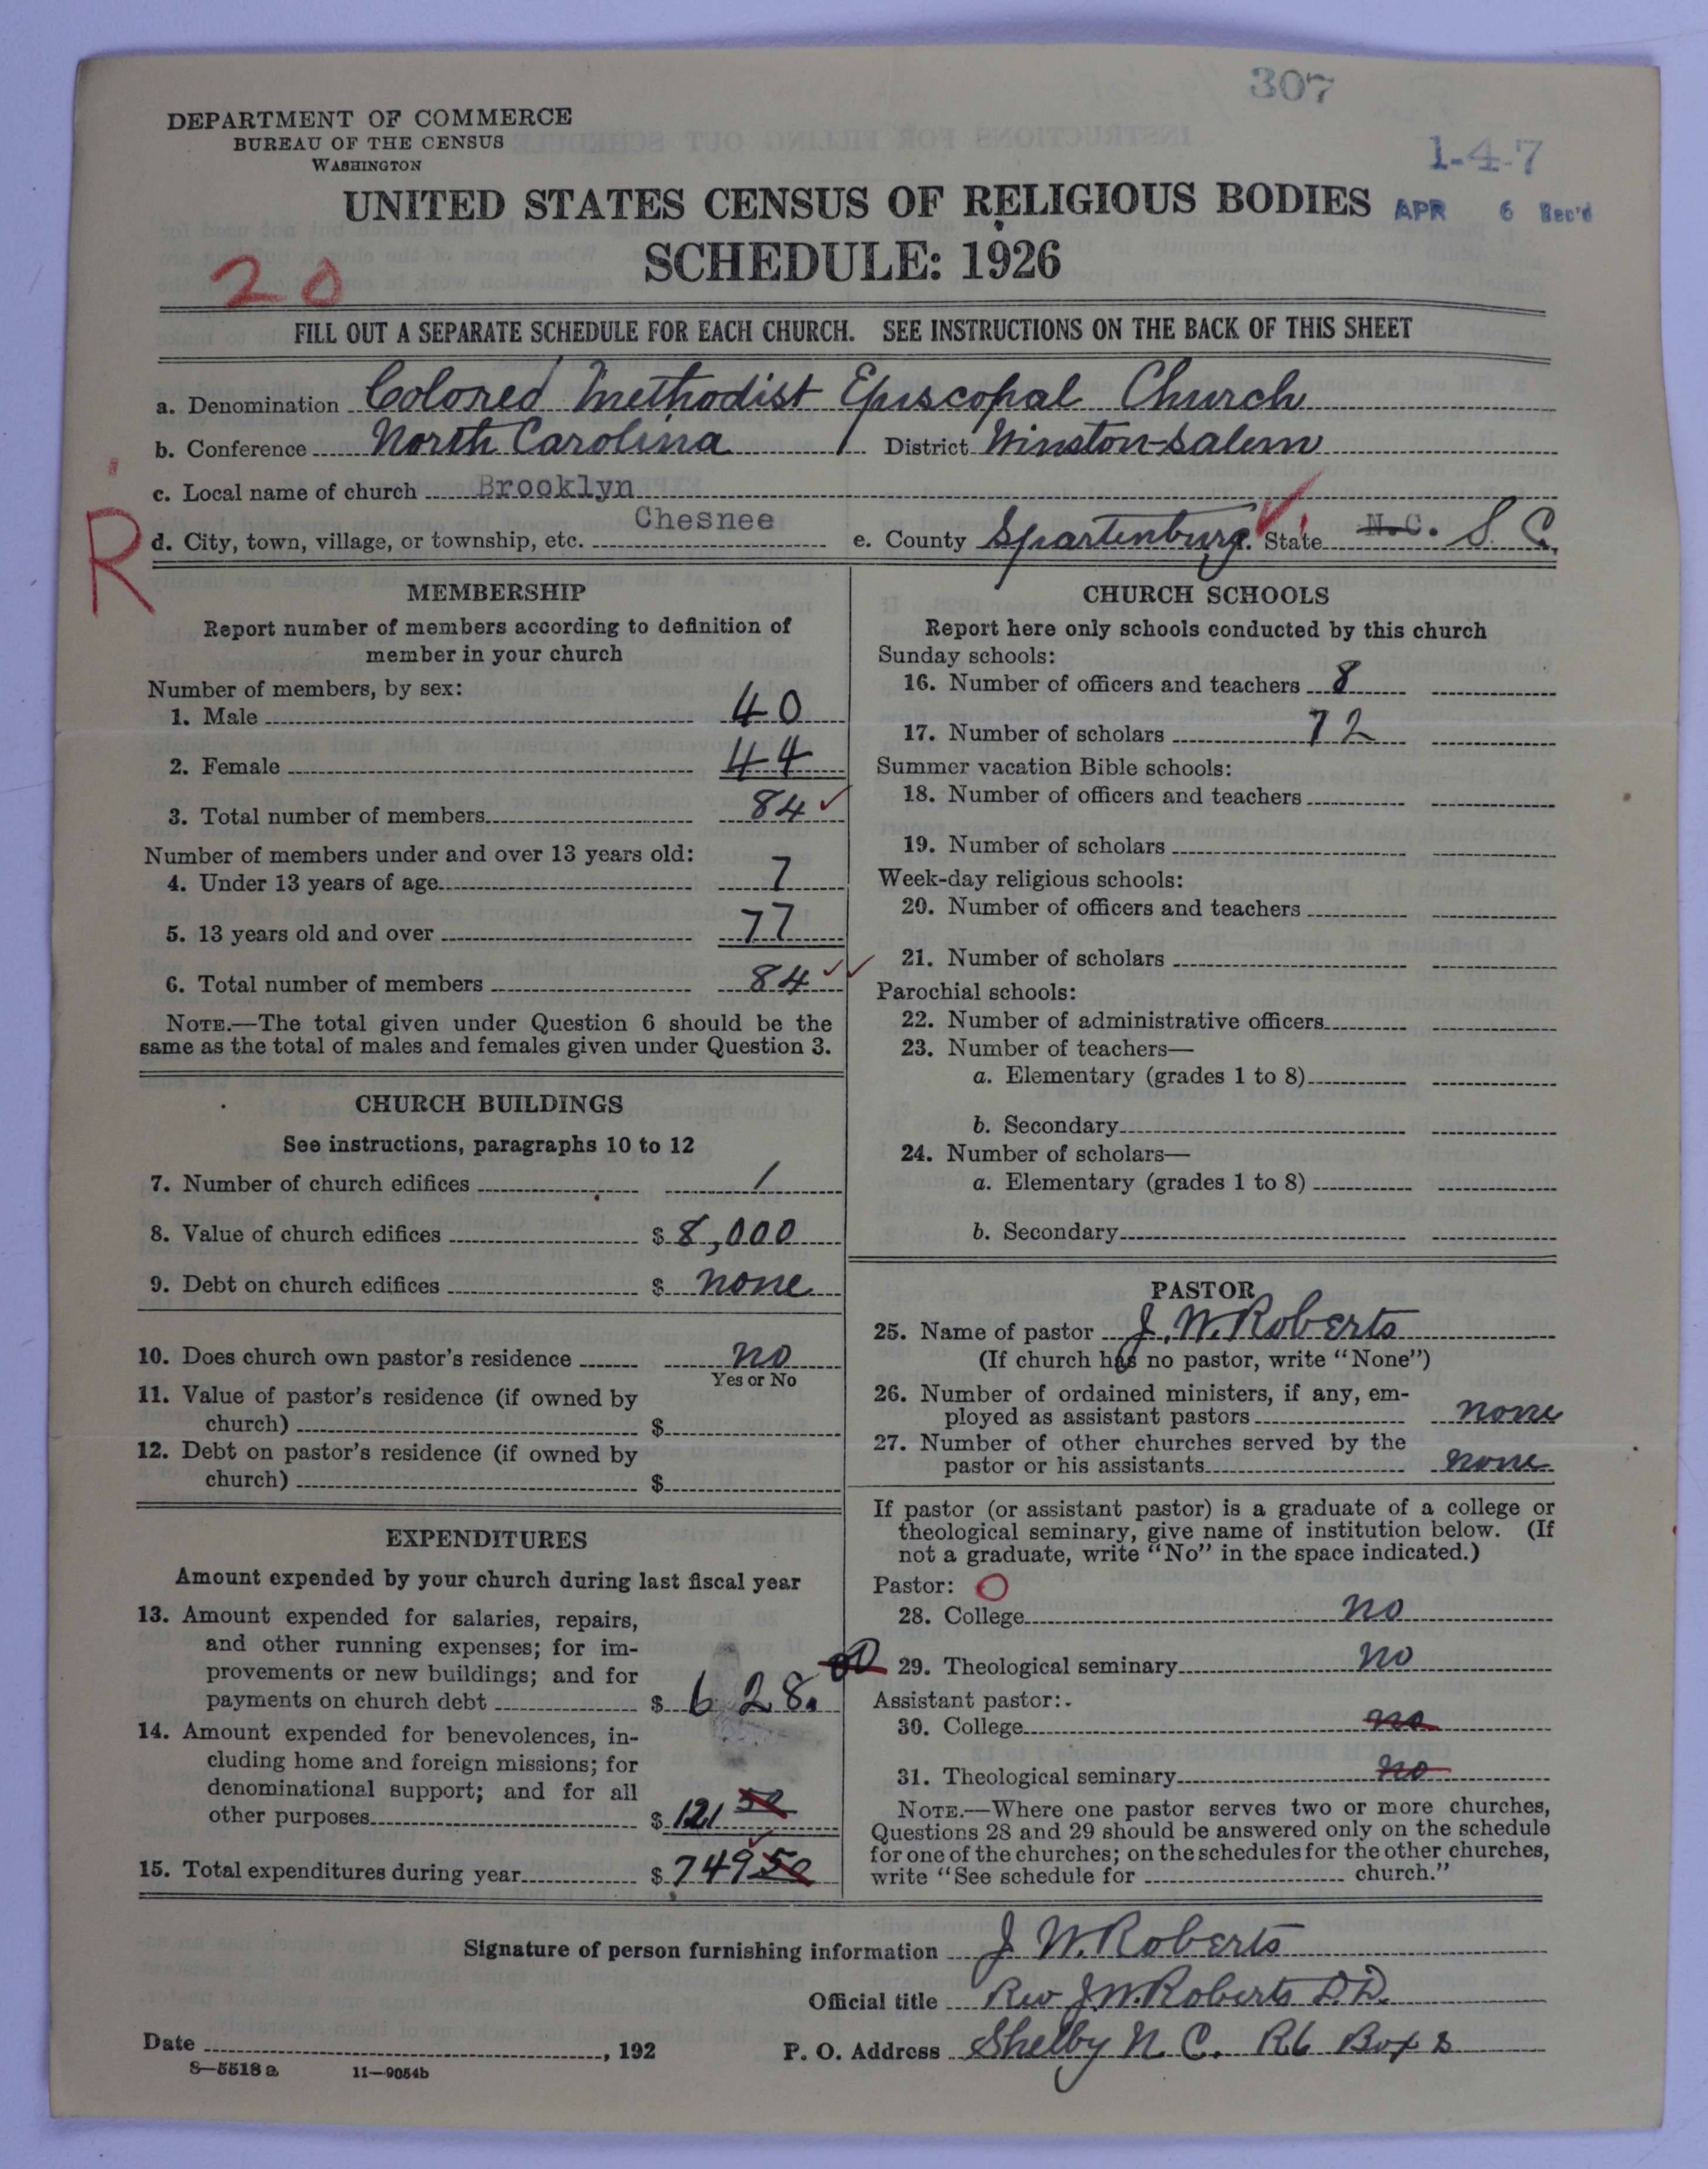 307
DEPARTMENT OF COMMERCE
BUREAU OF THE CENSUS
WASHINGTON
1-4-7
UNITED STATES CENSUS OF RELIGIOUS BODIES
APR 6 Rec'd
SCHEDULE: 1926
20
FILL OUT A SEPARATE SCHEDULE FOR EACH CHURCH. SEE INSTRUCTIONS ON THE BACK OF THIS SHEET
a. Denomination Colored Methodist Episcopal Church
b. Conference North Carolina District Winston-Salem
c. Local name of church Brooklyn
R
d. City, town, village, or township, etc. Chesnee e. County Spartenburg. State N.C. S. C.
MEMBERSHIP
Report number of members according to definition of
member in your church
Number of members, by sex:
1. Male 40
2. Female 44
3. Total number of members 84
Number of members under and over 13 years old:
4. Under 13 years of age 7
5. 13 years old and over 77
6. Total number of members 84
NOTE.—The total given under Question 6 should be the
same as the total of males and females given under Question 3.
CHURCH BUILDINGS
See instructions, paragraphs 10 to 12
7. Number of church edifices 1
8. Value of church edifices $ 8,000
9. Debt on church edifices $ none
10. Does church own pastor's residence no
Yes or No
11. Value of pastor's residence (if owned by
church) $
12. Debt on pastor's residence (if owned by
church) $
EXPENDITURES
Amount expended by your church during last fiscal year
13. Amount expended for salaries, repairs,
and other running expenses; for im-
provements or new buildings; and for
payments on church debt $ 628.00
14. Amount expended for benevolences, in-
cluding home and foreign missions; for
denominational support; and for all
other purposes $ 121 50
15. Total expenditures during year $ 749 50
CHURCH SCHOOLS
Report here only schools conducted by this church
Sunday schools:
16. Number of officers and teachers 8
17. Number of scholars 72
Summer vacation Bible schools:
18. Number of officers and teachers
19. Number of scholars
Week-day religious schools:
20. Number of officers and teachers
21. Number of scholars
Parochial schools:
22. Number of administrative officers
23. Number of teachers—
a. Elementary (grades 1 to 8)
b. Secondary
24. Number of scholars—
a. Elementary (grades 1 to 8)
b. Secondary
PASTOR
25. Name of pastor J. W. Roberts
(If church has no pastor, write "None")
26. Number of ordained ministers, if any, em-
ployed as assistant pastors none
27. Number of other churches served by the
pastor or his assistants none
If pastor (or assistant pastor) is a graduate of a college or
theological seminary, give name of institution below. (If
not a graduate, write "No" in the space indicated.)
Pastor: O
28. College no
29. Theological seminary no
Assistant pastor:
30. College no
31. Theological seminary no
NOTE.—Where one pastor serves two or more churches,
Questions 28 and 29 should be answered only on the schedule
for one of the churches; on the schedules for the other churches,
write "See schedule for church."
Signature of person furnishing information J W. Roberts
Official title Rev J W. Roberts D.D.
Date , 192 P. O. Address Shelby N. C. R6 Box
8—5518 a 11—9054b